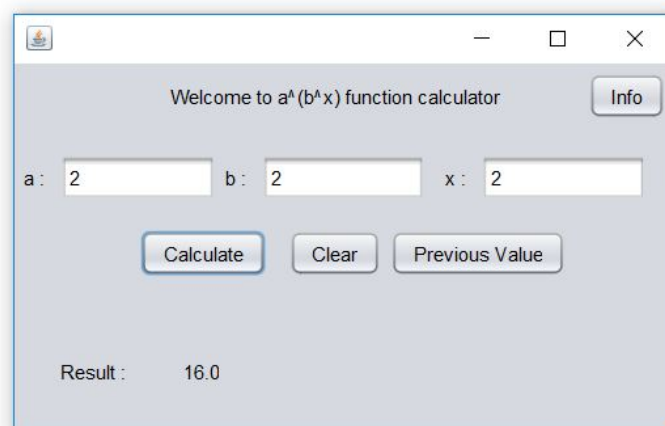 Welcome to a^(b^x) function calculator Info
a : 2 b : 2 x : 2
Calculate Clear Previous Value
Result : 16.0